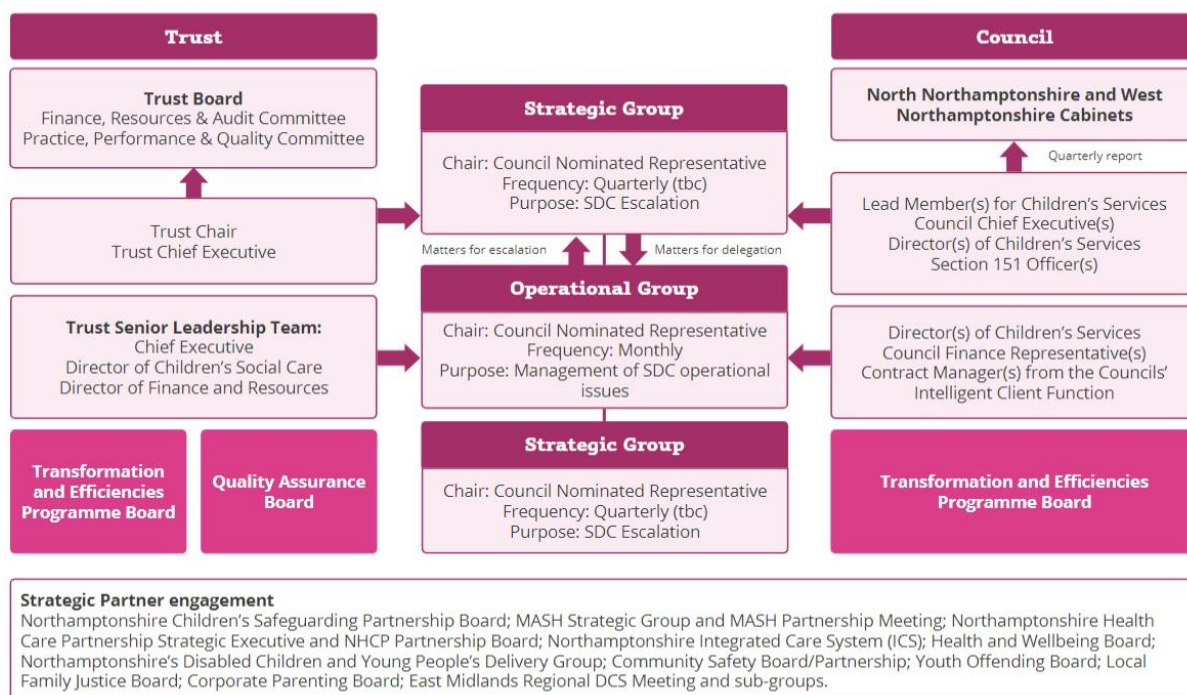 Trust
Trust Board
Finance, Resources & Audit Committee
Practice, Performance & Quality Committee
Trust Chair
Trust Chief Executive
Trust Senior Leadership Team:
Chief Executive
Director of Children's Social Care
Director of Finance and Resources
Transformation
and Efficiencies
Programme Board
Quality Assurance
Board
Strategic Group
Chair: Council Nominated Representative
Frequency: Quarterly (tbc)
Purpose: SDC Escalation
Matters for escalation
Matters for delegation
Operational Group
Chair: Council Nominated Representative
Frequency: Monthly
Purpose: Management of SDC operational
issues
Strategic Group
Chair: Council Nominated Representative
Frequency: Quarterly (tbc)
Purpose: SDC Escalation
Council
North Northamptonshire and West
Northamptonshire Cabinets
Quarterly report
Lead Member(s) for Children's Services
Council Chief Executive(s)
Director(s) of Children's Services
Section 151 Officer(s)
Director(s) of Children's Services
Council Finance Representative(s)
Contract Manager(s) from the Councils'
Intelligent Client Function
Transformation and Efficiencies
Programme Board
Strategic Partner engagement
Northamptonshire Children's Safeguarding Partnership Board; MASH Strategic Group and MASH Partnership Meeting; Northamptonshire Health
Care Partnership Strategic Executive and NHCP Partnership Board; Northamptonshire Integrated Care System (ICS); Health and Wellbeing Board;
Northamptonshire's Disabled Children and Young People's Delivery Group; Community Safety Board/Partnership; Youth Offending Board; Local
Family Justice Board; Corporate Parenting Board; East Midlands Regional DCS Meeting and sub-groups.